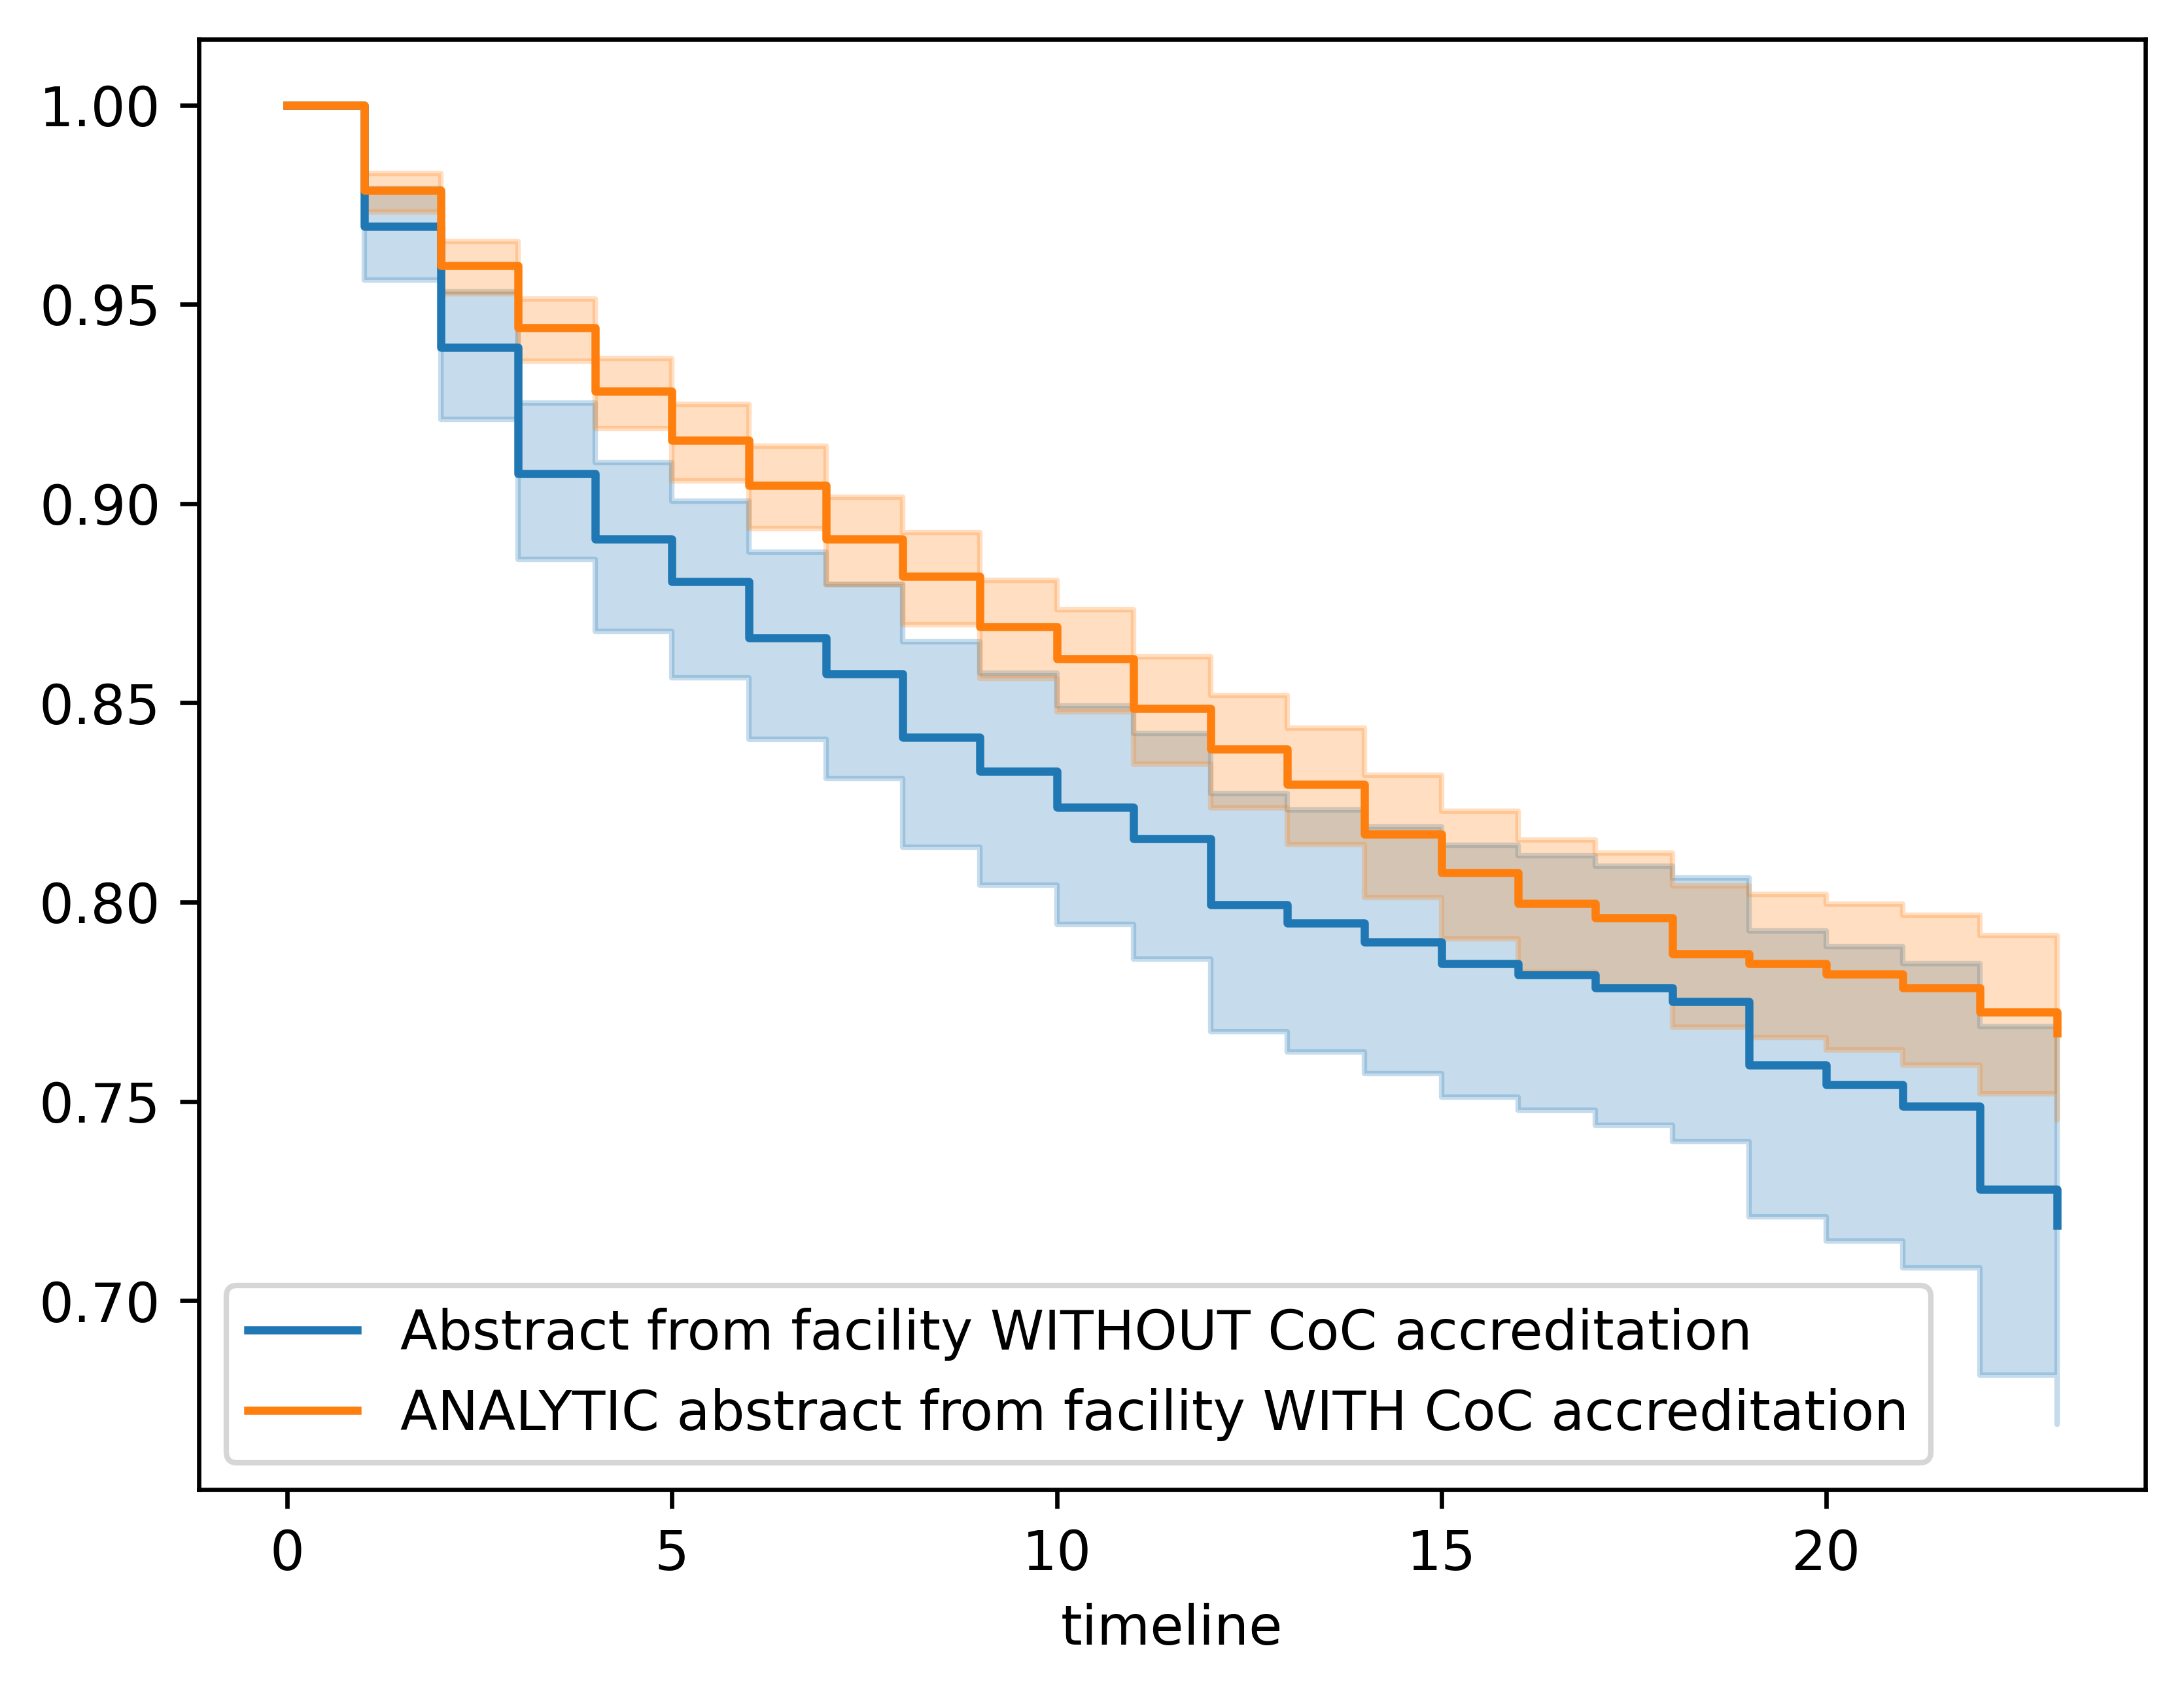 1.00
0.95
0.90
0.85
0.80
0.75
0.70
Abstract from facility WITHOUT CoC accreditation
ANALYTIC abstract from facility WITH CoC accreditation
0 5 10 15 20
timeline